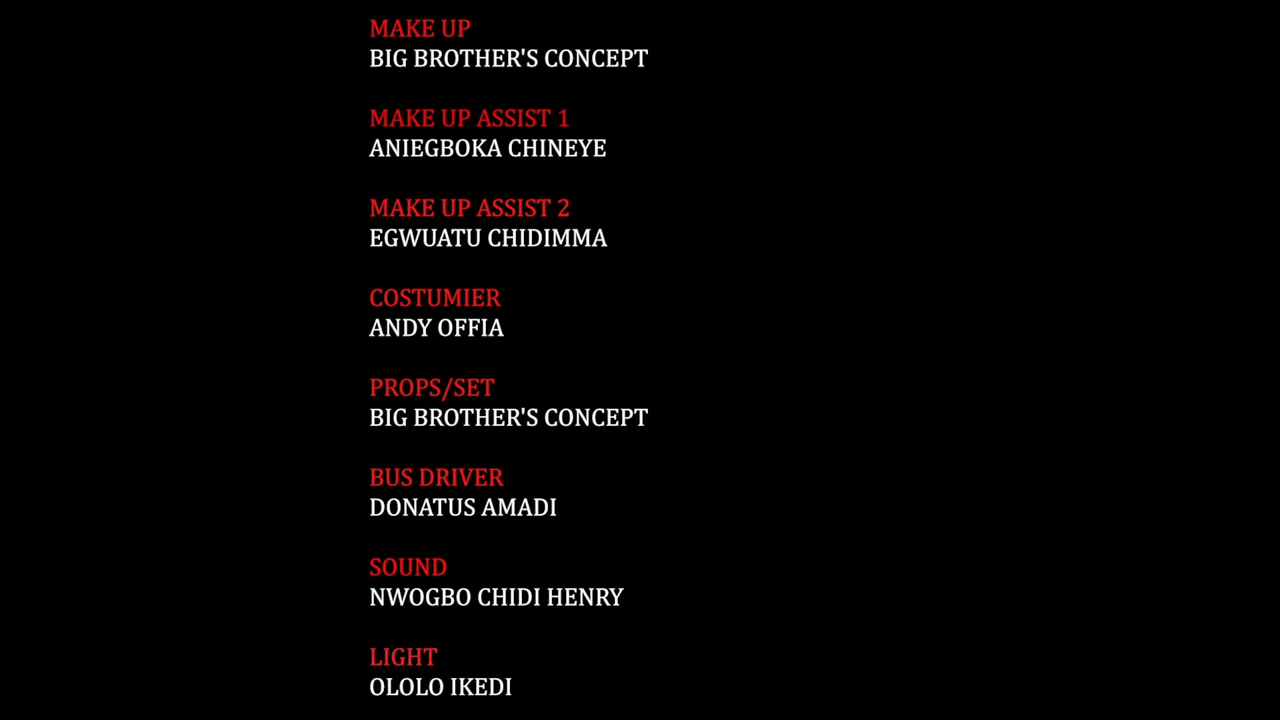 MAKE UP
BIG BROTHER'S CONCEPT
MAKE UP ASSIST 1
ANIEGBOKA CHINEYE
MAKE UP ASSIST 2
EGWUATU CHIDIMMA
COSTUMIER
ANDY OFFIA
PROPS/SET
BIG BROTHER'S CONCEPT
BUS DRIVER
DONATUS AMADI
SOUND
NWOGBO CHIDI HENRY
LIGHT
OLOLO IKEDI